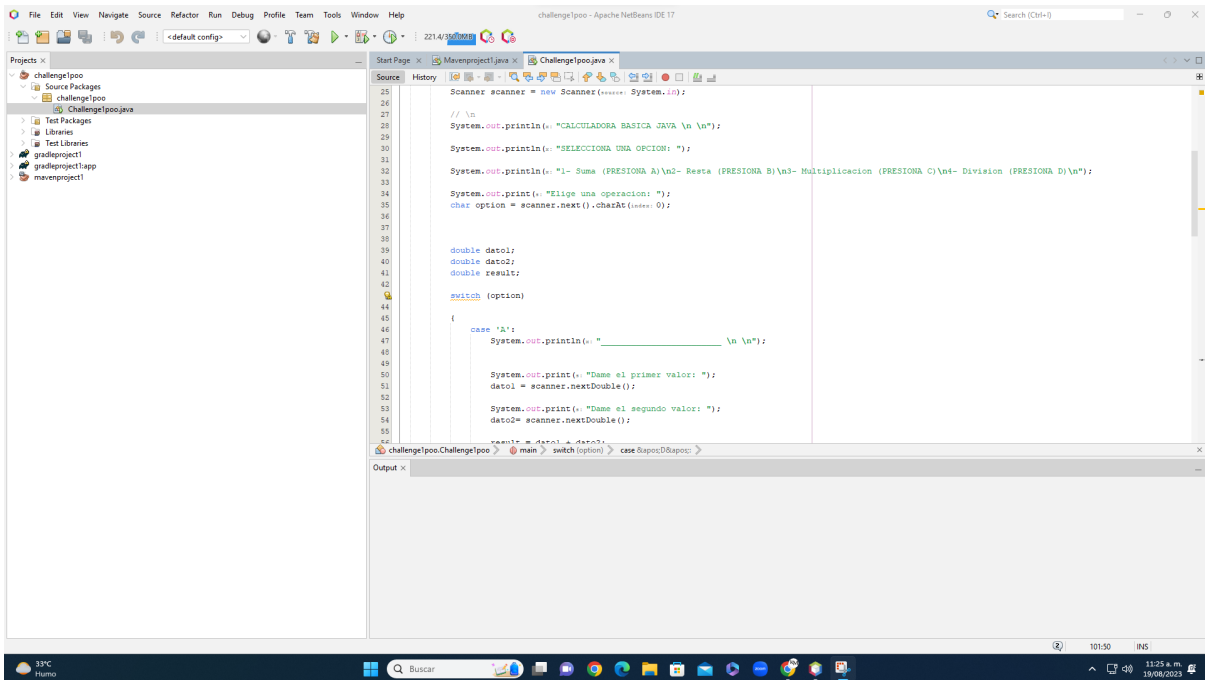 File Edit View Navigate Source Refactor Run Debug Profile Team Tools Window Help
challenge1poo - Apache NetBeans IDE 17
Search (Ctrl+I)
<default config>
221.4/350.0MB
Projects
Start Page
Mavenproject1.java
Challenge1poo.java
Source History
challenge1poo
Source Packages
challenge1poo
Challenge1poo.java
Test Packages
Libraries
Test Libraries
gradleproject1
gradleproject1:app
mavenproject1
25 Scanner scanner = new Scanner(source: System.in);
26
27 // \n
28 System.out.println(x: "CALCULADORA BASICA JAVA \n \n");
29
30 System.out.println(x: "SELECCIONA UNA OPCION: ");
31
32 System.out.println(x: "1- Suma (PRESIONA A)\n2- Resta (PRESIONA B)\n3- Multiplicacion (PRESIONA C)\n4- Division (PRESIONA D)\n");
33
34 System.out.print(s: "Elige una operacion: ");
35 char option = scanner.next().charAt(index: 0);
36
37
38
39 double dato1;
40 double dato2;
41 double result;
42
switch (option)
44
45 {
46 case 'A':
47 System.out.println(x: "________________________ \n \n");
48
49
50 System.out.print(s: "Dame el primer valor: ");
51 dato1 = scanner.nextDouble();
52
53 System.out.print(s: "Dame el segundo valor: ");
54 dato2= scanner.nextDouble();
55
56 result = dato1 + dato2;
challenge1poo.Challenge1poo
main
switch (option)
case &apos;D&apos;:
Output
2
101:50
INS
33°C
Humo
Buscar
11:25 a. m.
19/08/2023